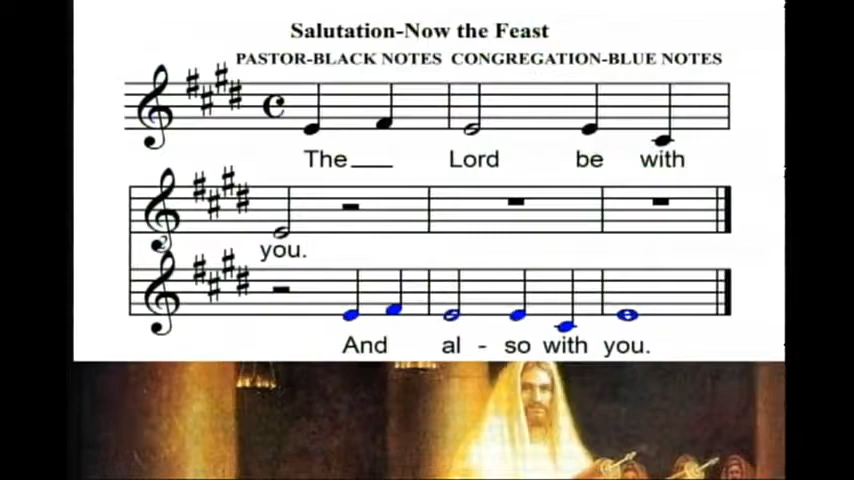 Salutation-Now the Feast
PASTOR-BLACK NOTES CONGREGATION-BLUE NOTES
The___ Lord be with
you.
And al - so with you.